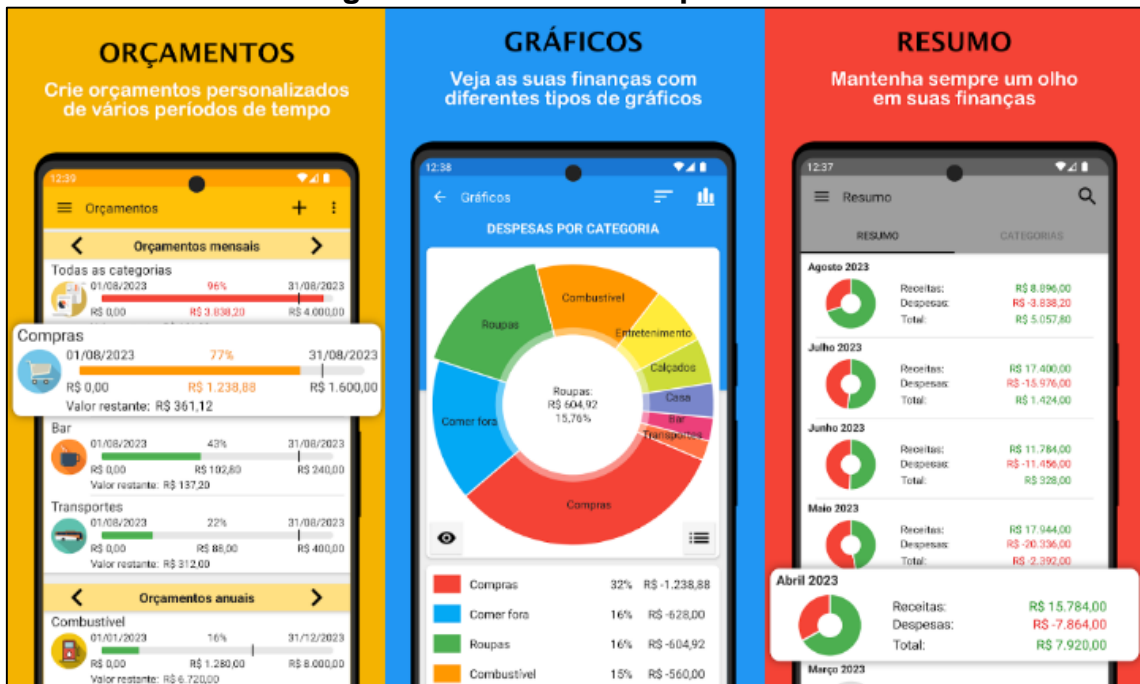 ORÇAMENTOS
Crie orçamentos personalizados
de vários períodos de tempo
12:39
Orçamentos
Orçamentos mensais
Todas as categorias
01/08/2023 96% 31/08/2023
R$ 0,00 R$ 3.838,20 R$ 4.000,00
Compras
01/08/2023 77% 31/08/2023
R$ 0,00 R$ 1.238,88 R$ 1.600,00
Valor restante: R$ 361,12
Bar
01/08/2023 43% 31/08/2023
R$ 0,00 R$ 102,80 R$ 240,00
Valor restante: R$ 137,20
Transportes
01/08/2023 22% 31/08/2023
R$ 0,00 R$ 88,00 R$ 400,00
Valor restante: R$ 312,00
Orçamentos anuais
Combustível
01/01/2023 16% 31/12/2023
R$ 0,00 R$ 1.280,00 R$ 8.000,00
Valor restante: R$ 6.720,00
GRÁFICOS
Veja as suas finanças com
diferentes tipos de gráficos
12:38
Gráficos
DESPESAS POR CATEGORIA
Combustível
Roupas
Entretenimento
Calçados
Casa
Bar
Transportes
Comer fora
Roupas:
R$ 604,92
15,76%
Compras
Compras 32% R$ -1.238,88
Comer fora 16% R$ -628,00
Roupas 16% R$ -604,92
Combustível 15% R$ -560,00
RESUMO
Mantenha sempre um olho
em suas finanças
12:37
Resumo
RESUMO CATEGORIAS
Agosto 2023
Receitas: R$ 8.896,00
Despesas: R$ -3.838,20
Total: R$ 5.057,80
Julho 2023
Receitas: R$ 17.400,00
Despesas: R$ -15.976,00
Total: R$ 1.424,00
Junho 2023
Receitas: R$ 11.784,00
Despesas: R$ -11.456,00
Total: R$ 328,00
Maio 2023
Receitas: R$ 17.944,00
Despesas: R$ -20.336,00
Total: R$ -2.392,00
Abril 2023
Receitas: R$ 15.784,00
Despesas: R$ -7.864,00
Total: R$ 7.920,00
Março 2023